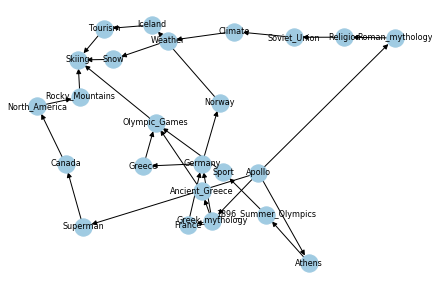 Iceland
Tourism
Climate
Weather
Soviet_Union
Religion
Roman_mythology
Skiing
Snow
Rocky_Mountains
North_America
Norway
Olympic_Games
Canada
Greece
Germany
Sport
Apollo
Ancient_Greece
1896_Summer_Olympics
Greek_mythology
Superman
France
Athens